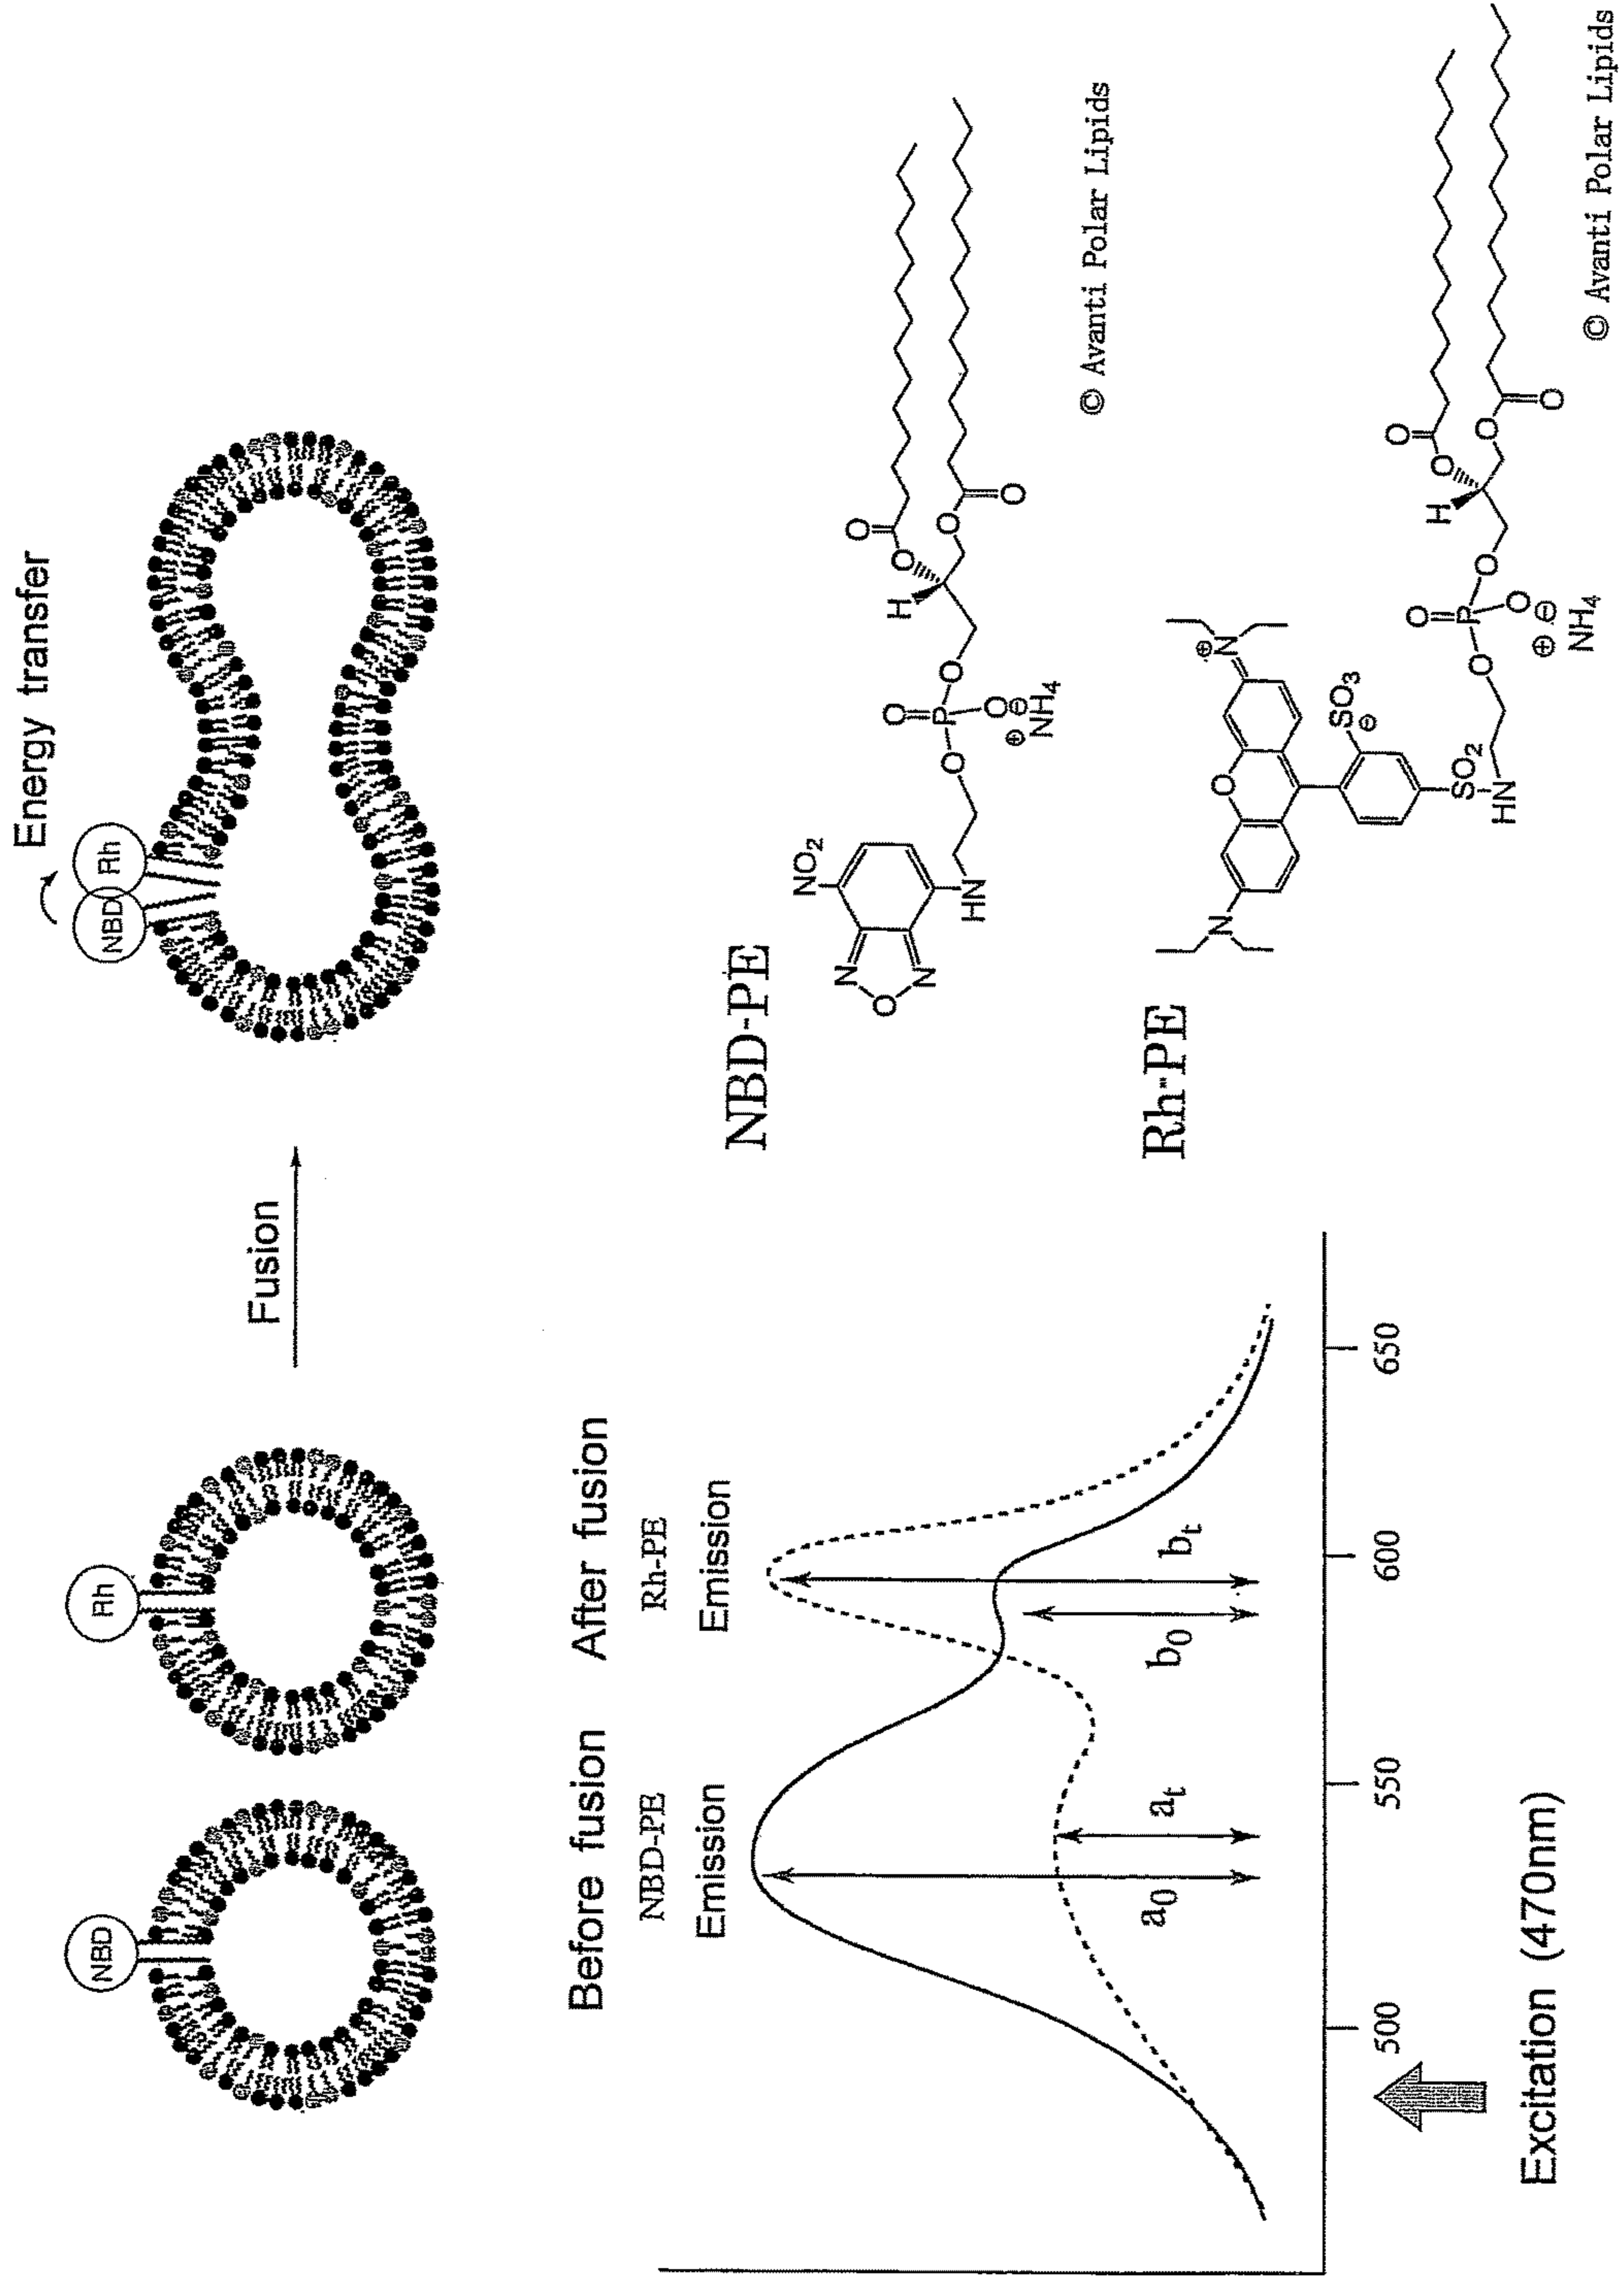 Energy transfer
NBD
Rh
NBD
Rh
Fusion
Before fusion
After fusion
NBD-PE
Emission
Rh-PE
Emission
a0
at
b0
bt
500
550
600
650
Excitation (470nm)
NBD-PE
NO2
N
O
N
HN
O
O
P
O
O
⊖
⊕
NH4
H
O
O
O
O
© Avanti Polar Lipids
Rh-PE
N
O
N
⊕
SO3
⊖
SO2
HN
O
O
P
O
O
⊕
⊖
NH4
H
O
O
O
O
© Avanti Polar Lipids